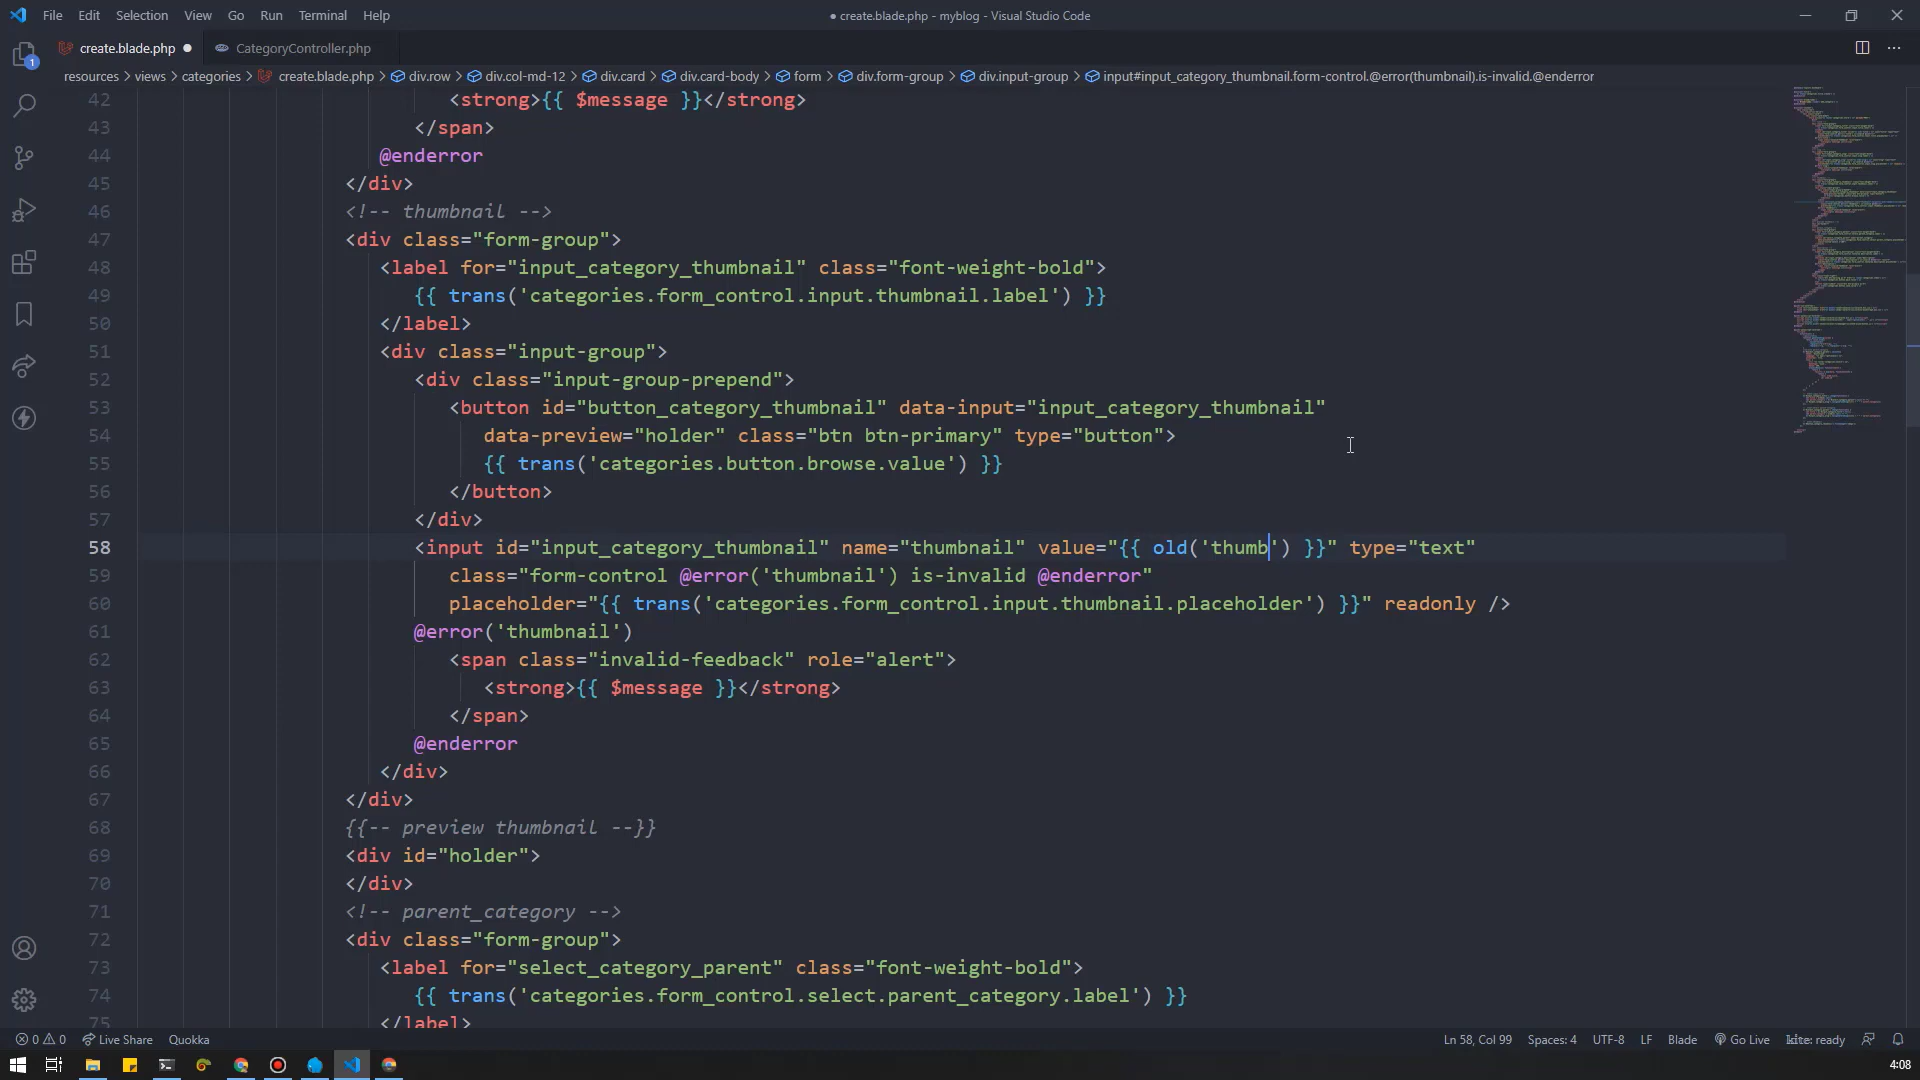 File Edit Selection View Go Run Terminal Help
● create.blade.php - myblog - Visual Studio Code
create.blade.php ● CategoryController.php
resources > views > categories > create.blade.php > div.row > div.col-md-12 > div.card > div.card-body > form > div.form-group > div.input-group > input#input_category_thumbnail.form-control.@error(thumbnail).is-invalid.@enderror
42 <strong>{{ $message }}</strong>
43 </span>
44 @enderror
45 </div>
46 <!-- thumbnail -->
47 <div class="form-group">
48 <label for="input_category_thumbnail" class="font-weight-bold">
49 {{ trans('categories.form_control.input.thumbnail.label') }}
50 </label>
51 <div class="input-group">
52 <div class="input-group-prepend">
53 <button id="button_category_thumbnail" data-input="input_category_thumbnail"
54 data-preview="holder" class="btn btn-primary" type="button">
55 {{ trans('categories.button.browse.value') }}
56 </button>
57 </div>
58 <input id="input_category_thumbnail" name="thumbnail" value="{{ old('thumb') }}" type="text"
59 class="form-control @error('thumbnail') is-invalid @enderror"
60 placeholder="{{ trans('categories.form_control.input.thumbnail.placeholder') }}" readonly />
61 @error('thumbnail')
62 <span class="invalid-feedback" role="alert">
63 <strong>{{ $message }}</strong>
64 </span>
65 @enderror
66 </div>
67 </div>
68 {{-- preview thumbnail --}}
69 <div id="holder">
70 </div>
71 <!-- parent_category -->
72 <div class="form-group">
73 <label for="select_category_parent" class="font-weight-bold">
74 {{ trans('categories.form_control.select.parent_category.label') }}
75 </label>
1
0 0 Live Share Quokka Ln 58, Col 99 Spaces: 4 UTF-8 LF Blade Go Live kite: ready
4:08